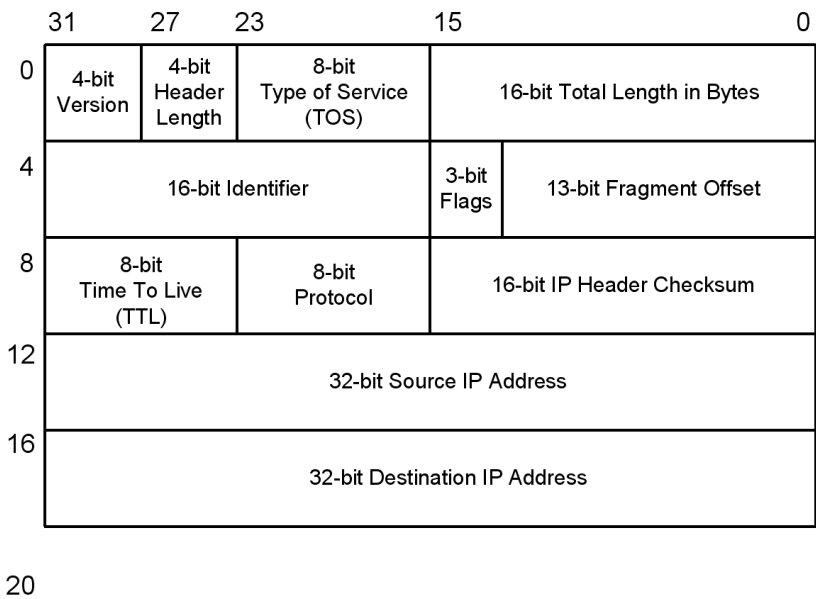 31 27 23 15 0
0
4-bit
Version
4-bit
Header
Length
8-bit
Type of Service
(TOS)
16-bit Total Length in Bytes
4
16-bit Identifier
3-bit
Flags
13-bit Fragment Offset
8
8-bit
Time To Live
(TTL)
8-bit
Protocol
16-bit IP Header Checksum
12
32-bit Source IP Address
16
32-bit Destination IP Address
20